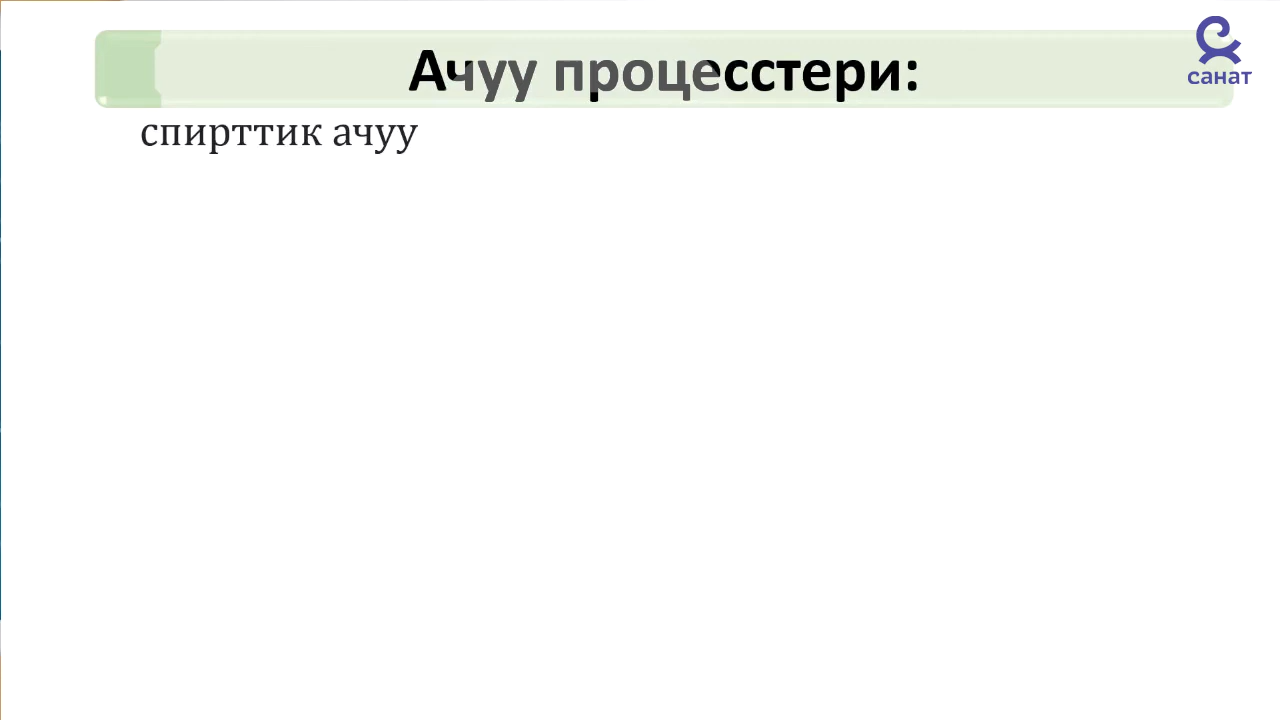 Ачуу процесстери:
санат
спирттик ачуу